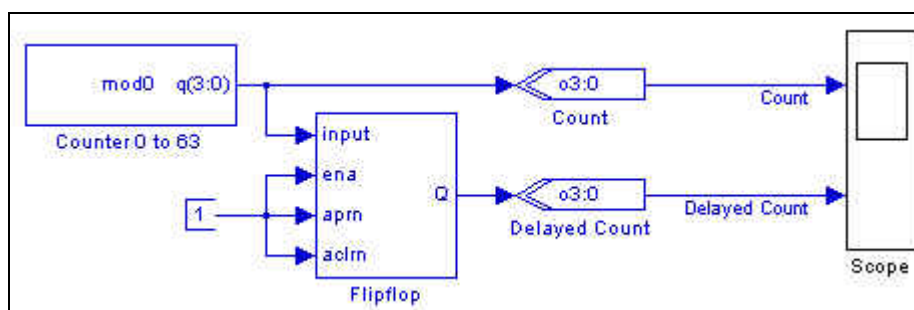 mod0 q(3:0)
Counter 0 to 63
o3:0
Count
Count
input
ena
aprn
aclrn
Q
Flipflop
1
o3:0
Delayed Count
Delayed Count
Scope